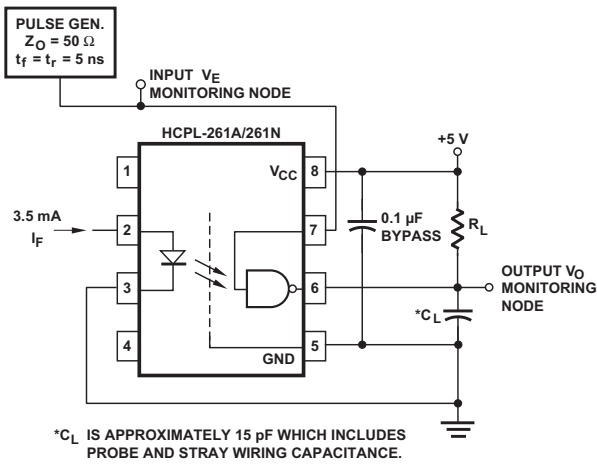 PULSE GEN.
Z_O = 50 Ω
t_f = t_r = 5 ns
INPUT V_E
MONITORING NODE
HCPL-261A/261N
+5 V
1
V_CC
8
3.5 mA
I_F
2
7
0.1 µF
BYPASS
R_L
3
6
OUTPUT V_O
MONITORING
NODE
*C_L
4
GND
5
*C_L IS APPROXIMATELY 15 pF WHICH INCLUDES
PROBE AND STRAY WIRING CAPACITANCE.